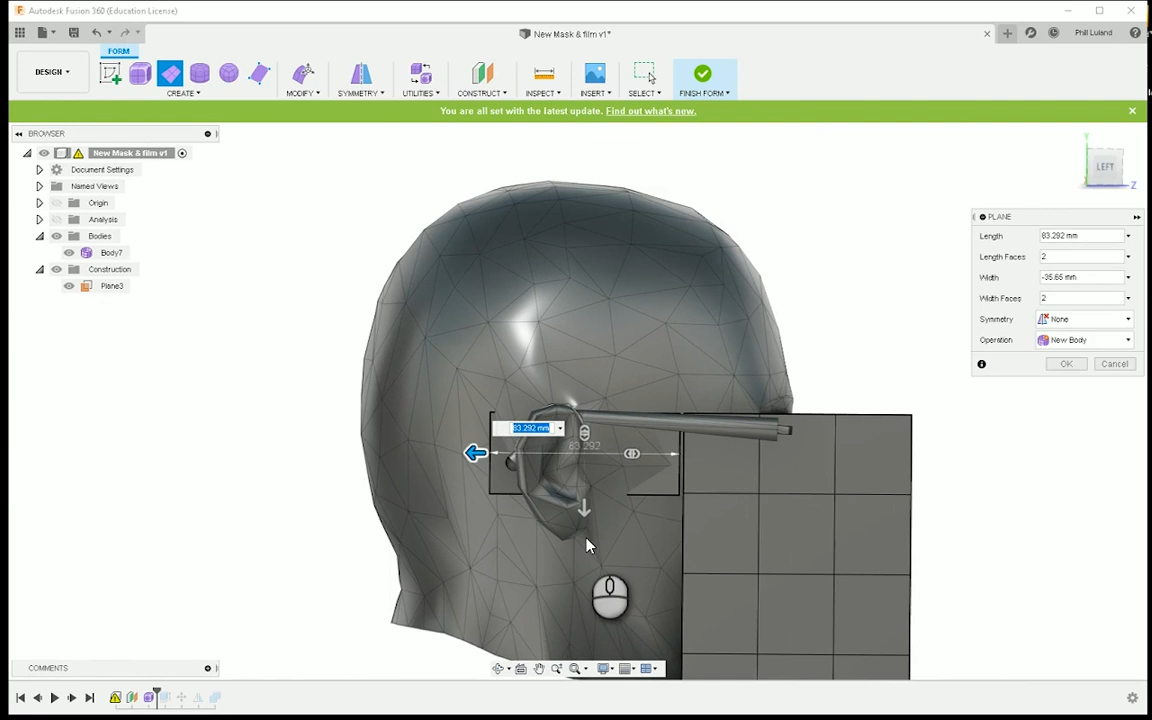 Autodesk Fusion 360 (Education License)
New Mask & film v1*
Phill Luland
FORM
DESIGN
CREATE
MODIFY
SYMMETRY
UTILITIES
CONSTRUCT
INSPECT
INSERT
SELECT
FINISH FORM
You are all set with the latest update. Find out what's new.
BROWSER
New Mask & film v1
Document Settings
Named Views
Origin
Analysis
Bodies
Body7
Construction
Plane3
LEFT
Y
Z
PLANE
Length 83.292 mm
Length Faces 2
Width -35.65 mm
Width Faces 2
Symmetry None
Operation New Body
OK Cancel
83.292 mm
83.292
COMMENTS